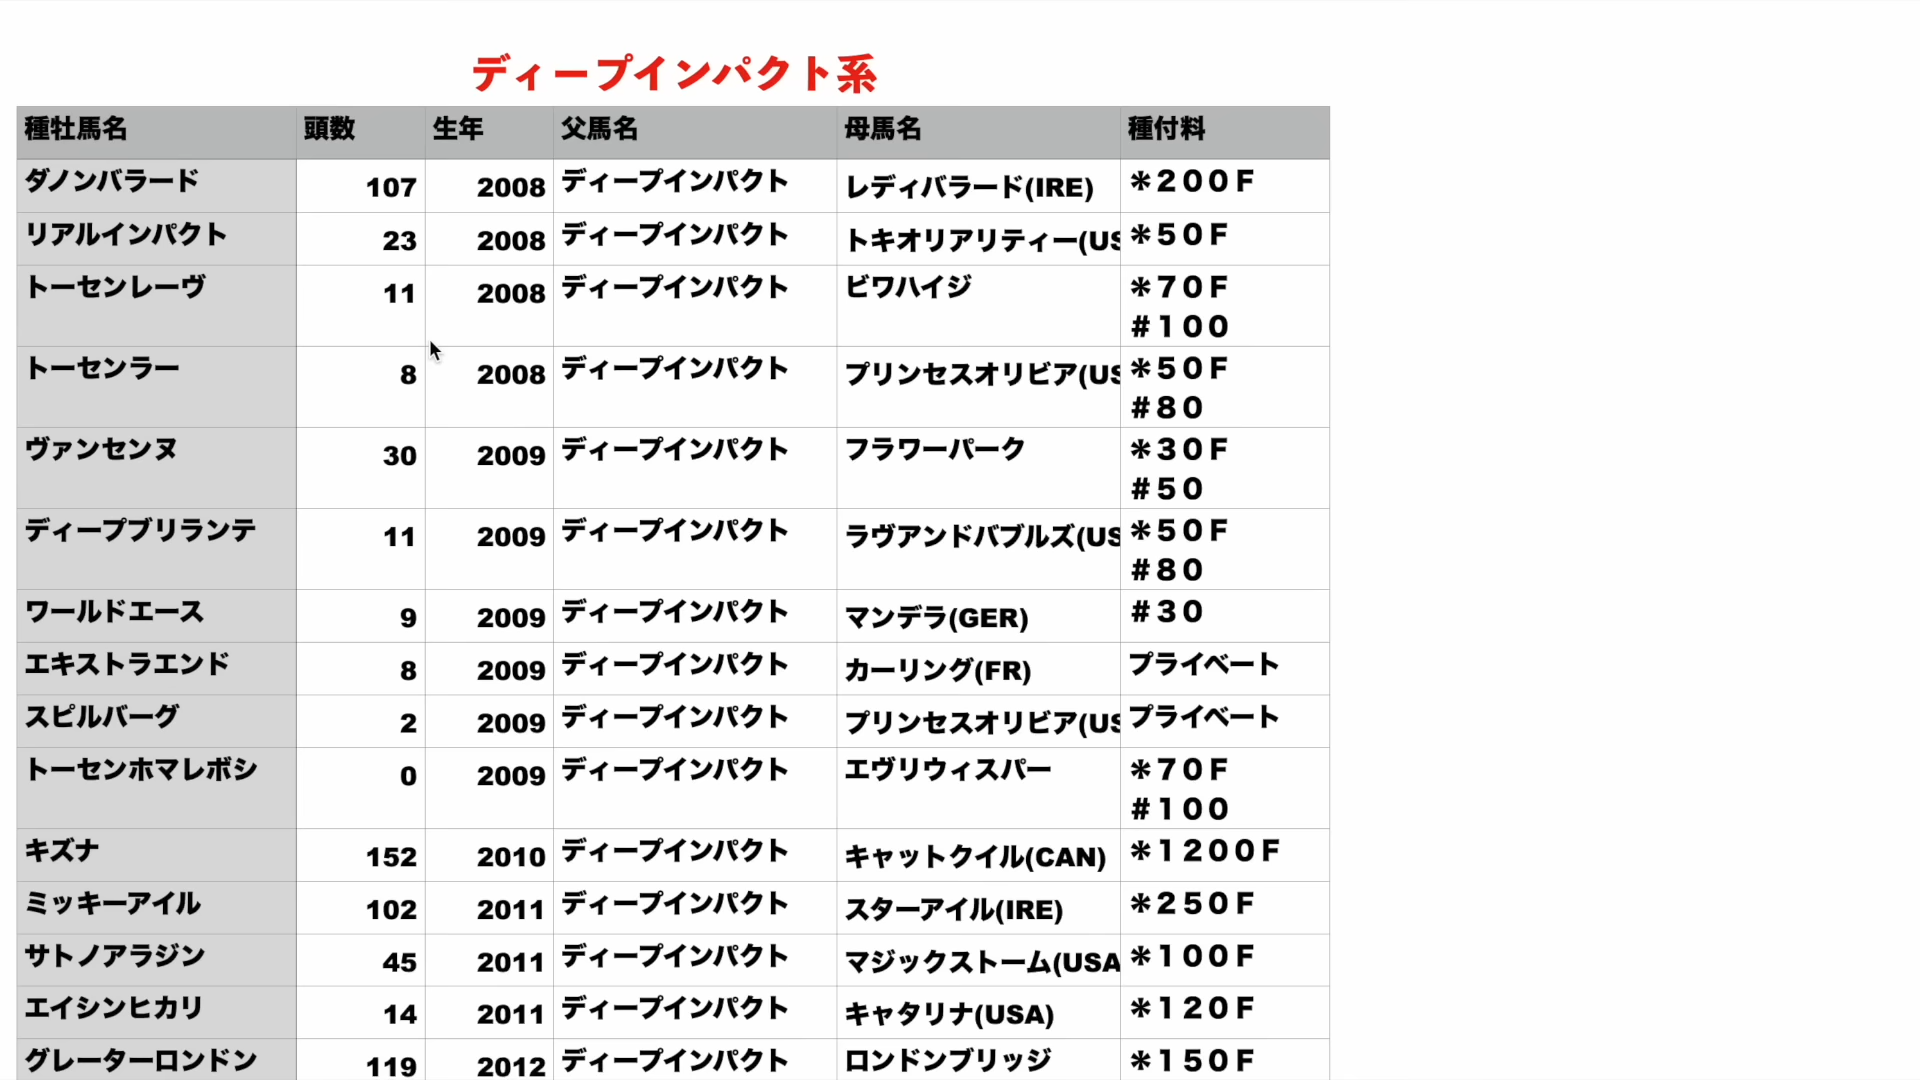 ディープインパクト系
種牡馬名 頭数 生年 父馬名 母馬名 種付料
ダノンバラード 107 2008 ディープインパクト レディバラード(IRE) *200F
リアルインパクト 23 2008 ディープインパクト トキオリアリティー(US *50F
トーセンレーヴ 11 2008 ディープインパクト ビワハイジ *70F
#100
トーセンラー 8 2008 ディープインパクト プリンセスオリビア(US *50F
#80
ヴァンセンヌ 30 2009 ディープインパクト フラワーパーク *30F
#50
ディープブリランテ 11 2009 ディープインパクト ラヴアンドバブルズ(US *50F
#80
ワールドエース 9 2009 ディープインパクト マンデラ(GER) #30
エキストラエンド 8 2009 ディープインパクト カーリング(FR) プライベート
スピルバーグ 2 2009 ディープインパクト プリンセスオリビア(US プライベート
トーセンホマレボシ 0 2009 ディープインパクト エヴリウィスパー *70F
#100
キズナ 152 2010 ディープインパクト キャットクイル(CAN) *1200F
ミッキーアイル 102 2011 ディープインパクト スターアイル(IRE) *250F
サトノアラジン 45 2011 ディープインパクト マジックストーム(USA *100F
エイシンヒカリ 14 2011 ディープインパクト キャタリナ(USA) *120F
グレーターロンドン 119 2012 ディープインパクト ロンドンブリッジ *150F